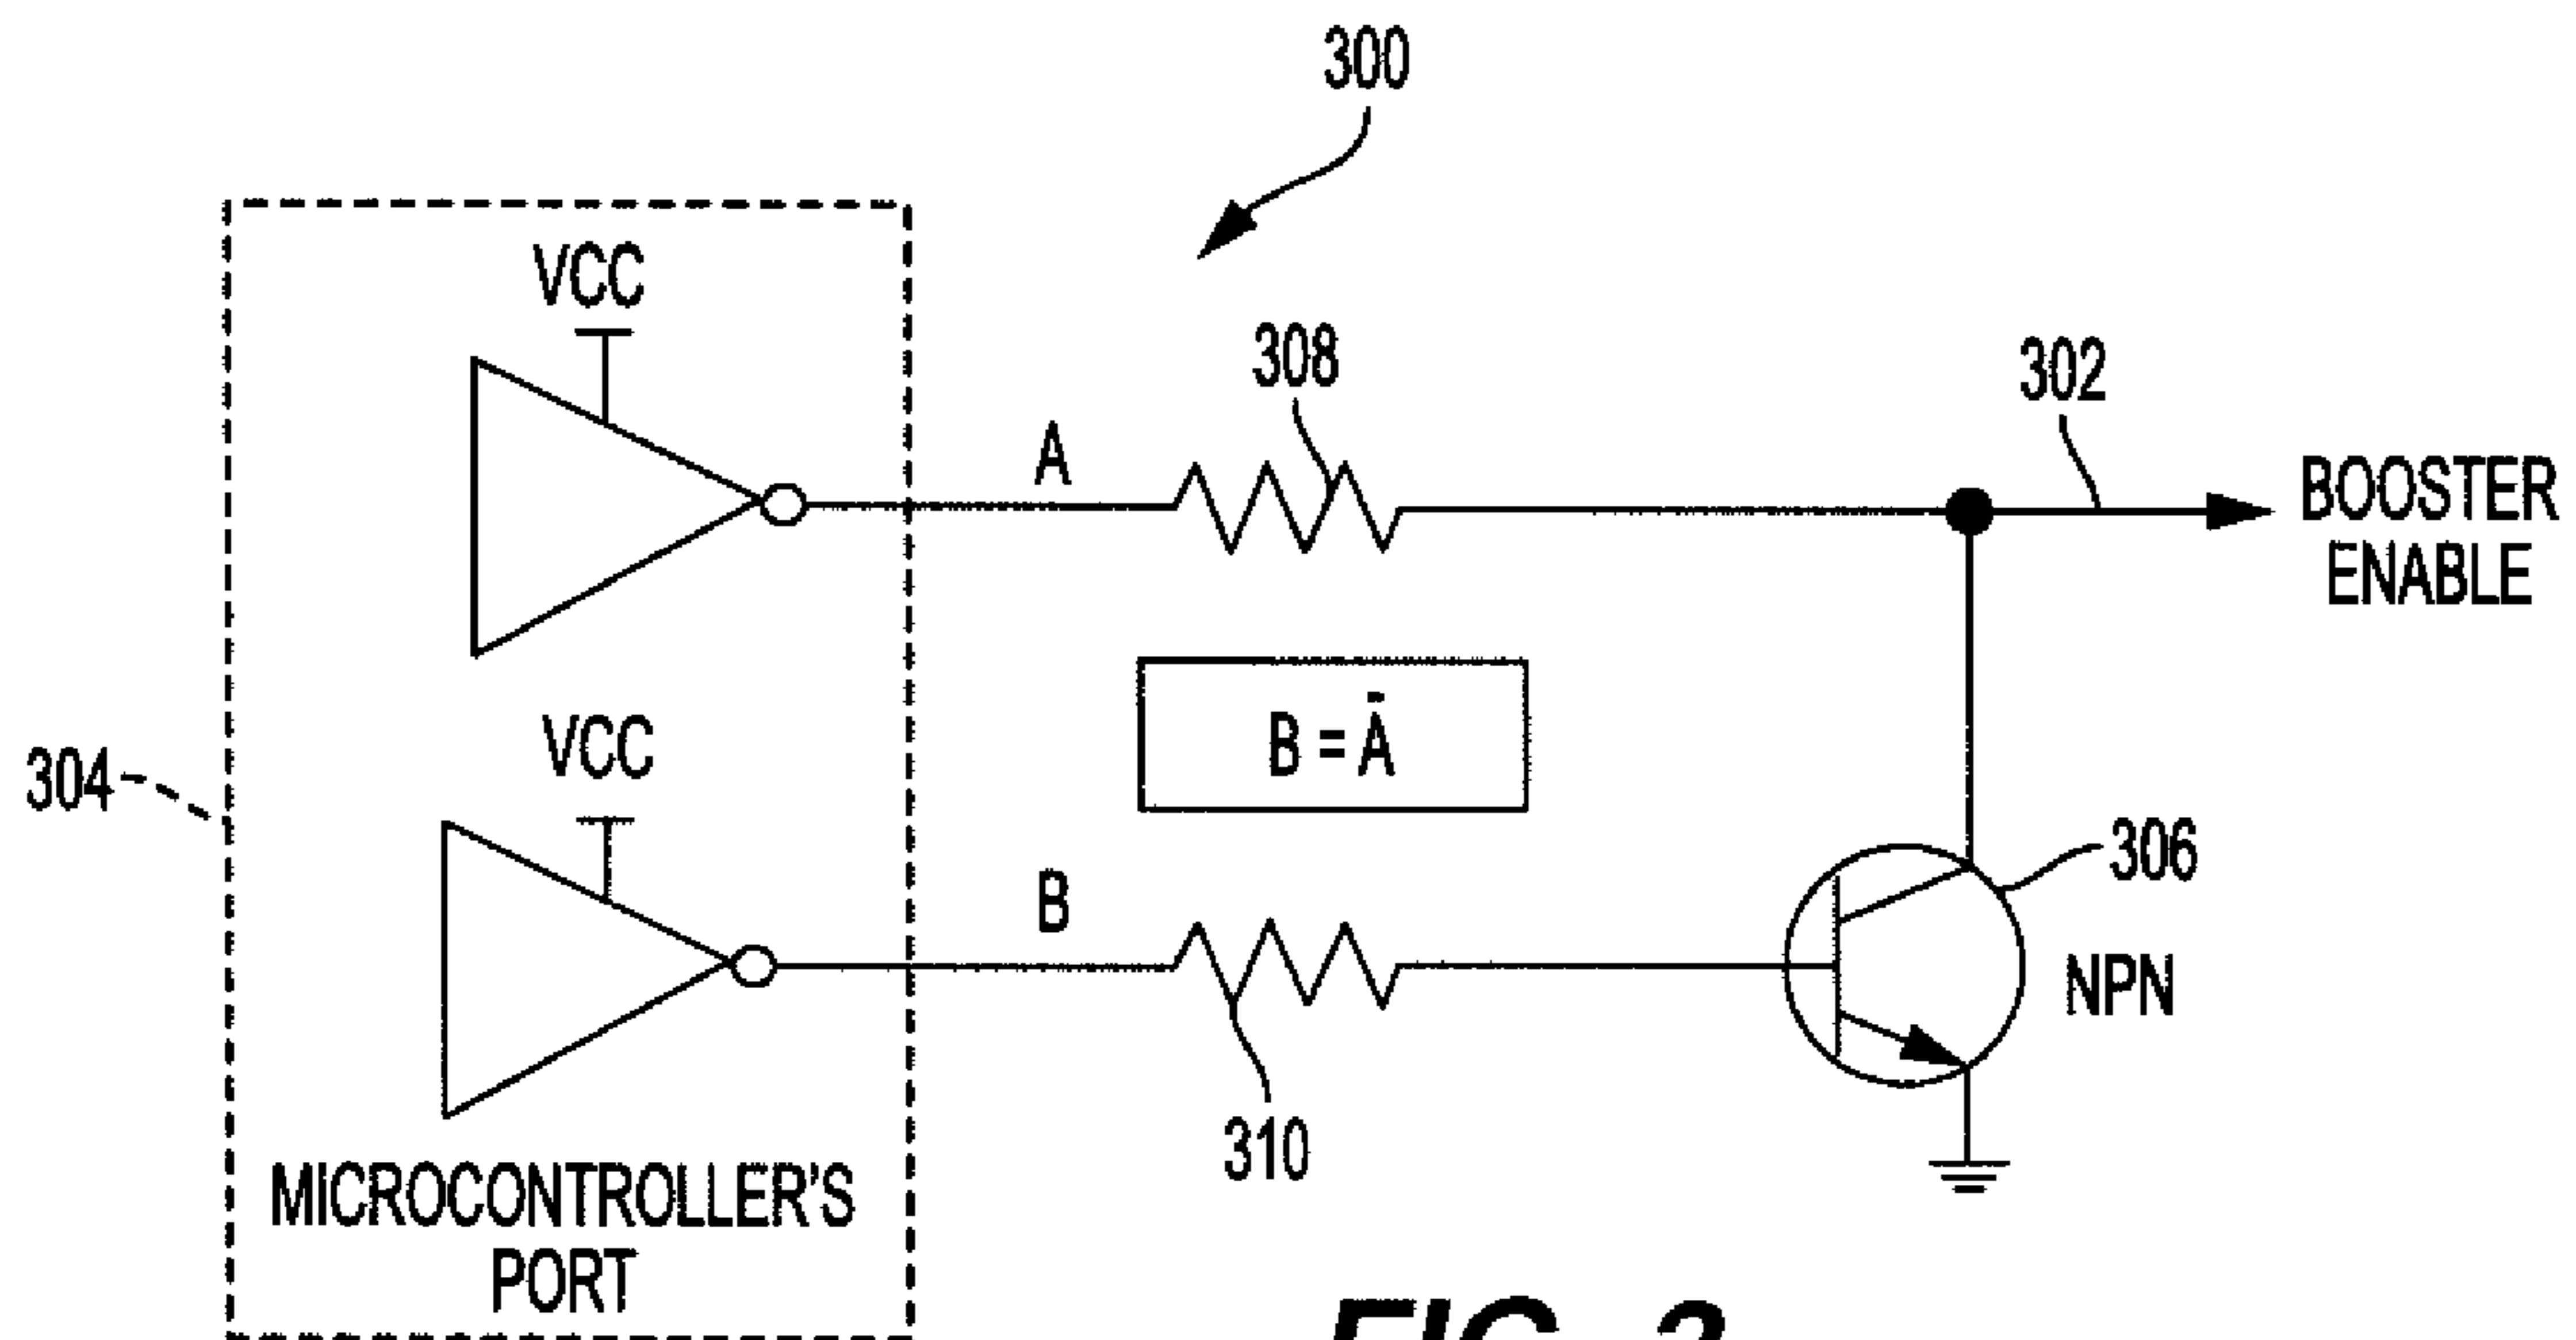 300
VCC
308
302
A
BOOSTER
ENABLE
B = Ā
VCC
304
306
B
NPN
310
MICROCONTROLLER'S
PORT